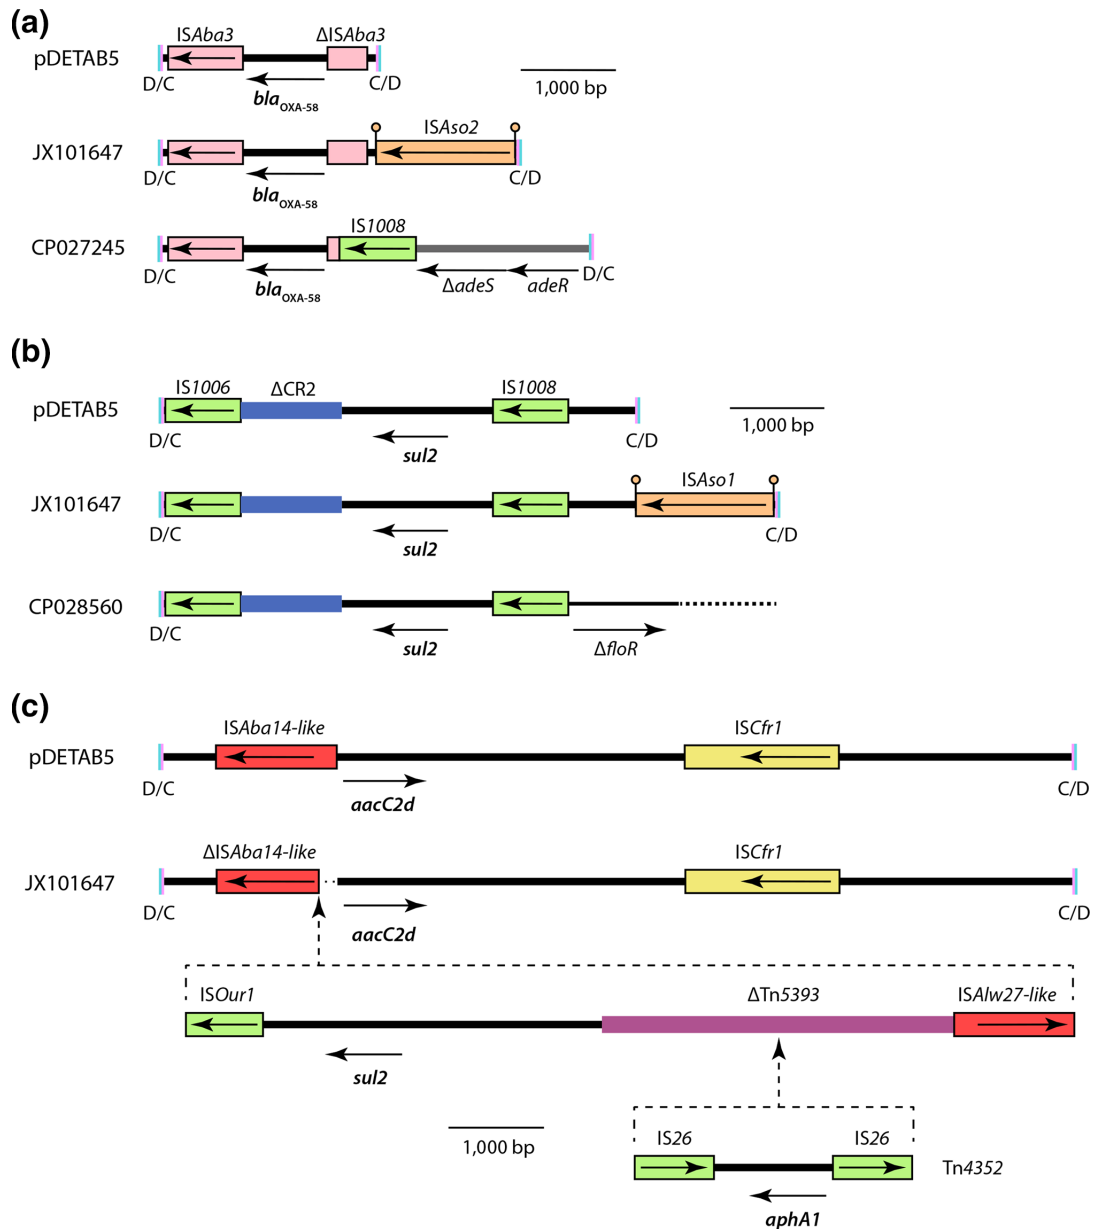 (a)
ISAba3 ΔISAba3
pDETAB5
D/C C/D
blaOXA-58
1,000 bp
ISAso2
JX101647
D/C C/D
blaOXA-58
IS1008
CP027245
D/C D/C
blaOXA-58 ΔadeS adeR
(b)
IS1006 ΔCR2 IS1008
pDETAB5
D/C C/D
sul2
1,000 bp
ISAso1
JX101647
D/C C/D
sul2
CP028560
D/C
sul2 ΔfloR
(c)
ISAba14-like ISCfr1
pDETAB5
D/C C/D
aacC2d
ΔISAba14-like ISCfr1
JX101647
D/C C/D
aacC2d
ISOur1 ΔTn5393 ISAlw27-like
sul2
1,000 bp
IS26 IS26
Tn4352
aphA1